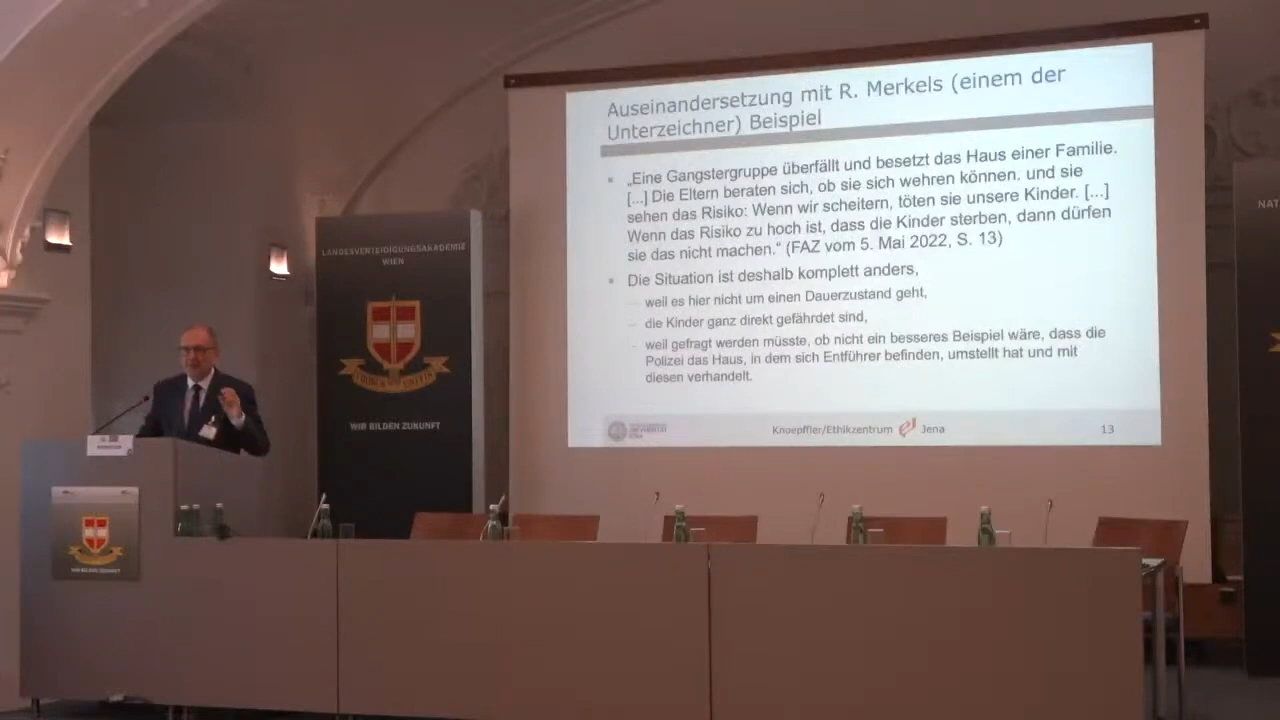 Auseinandersetzung mit R. Merkels (einem der
Unterzeichner) Beispiel
„Eine Gangstergruppe überfällt und besetzt das Haus einer Familie.
[...] Die Eltern beraten sich, ob sie sich wehren können. und sie
sehen das Risiko: Wenn wir scheitern, töten sie unsere Kinder. [...]
Wenn das Risiko zu hoch ist, dass die Kinder sterben, dann dürfen
sie das nicht machen.“ (FAZ vom 5. Mai 2022, S. 13)
Die Situation ist deshalb komplett anders,
weil es hier nicht um einen Dauerzustand geht,
die Kinder ganz direkt gefährdet sind,
weil gefragt werden müsste, ob nicht ein besseres Beispiel wäre, dass die
Polizei das Haus, in dem sich Entführer befinden, umstellt hat und mit
diesen verhandelt.
Knoepffler/Ethikzentrum Jena
13
LANDESVERTEIDIGUNGSAKADEMIE
WIEN
WIR BILDEN ZUKUNFT
WIR BILDEN ZUKUNFT
NAT